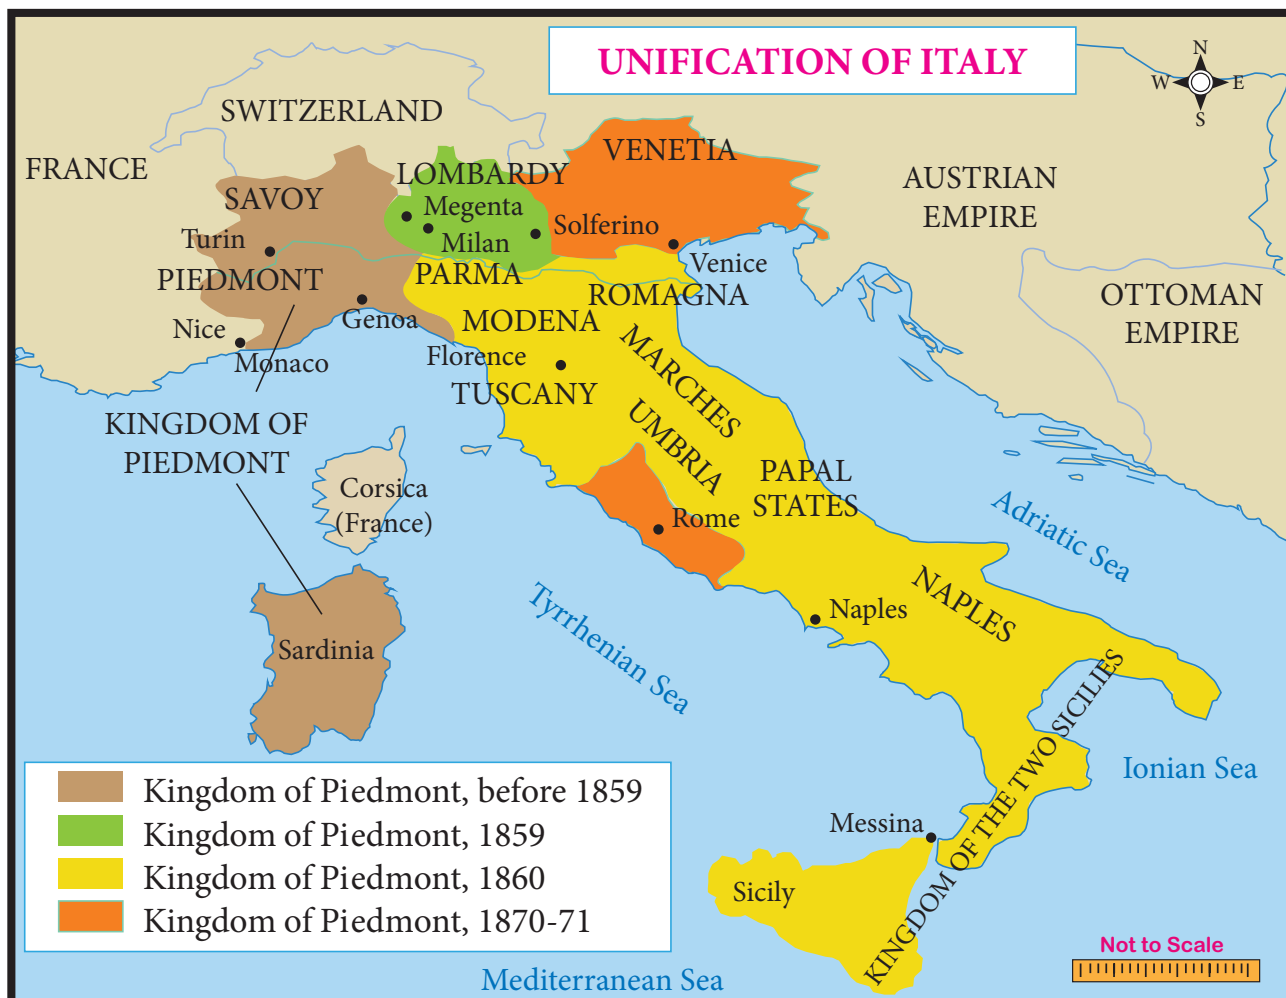 UNIFICATION OF ITALY
N
W E
S
SWITZERLAND
FRANCE
SAVOY
LOMBARDY
VENETIA
AUSTRIAN
EMPIRE
Megenta
Turin
Milan
Solferino
Venice
PIEDMONT
PARMA
ROMAGNA
OTTOMAN
EMPIRE
Nice
Genoa
MODENA
Monaco
Florence
MARCHES
TUSCANY
KINGDOM OF
PIEDMONT
UMBRIA
PAPAL
STATES
Corsica
(France)
Rome
Adriatic Sea
Tyrrhenian Sea
Naples
NAPLES
Sardinia
KINGDOM OF THE TWO SICILIES
Ionian Sea
Messina
Sicily
Kingdom of Piedmont, before 1859
Kingdom of Piedmont, 1859
Kingdom of Piedmont, 1860
Kingdom of Piedmont, 1870-71
Not to Scale
Mediterranean Sea